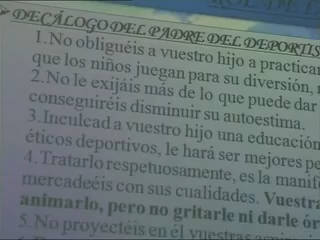 DECÁLOGO DEL PADRE DEL DEPORTIS
1.No obliguéis a vuestro hijo a practicar
que los niños juegan para su diversión,
2.No le exijáis más de lo que puede dar
conseguiréis disminuir su autoestima.
3.Inculcad a vuestro hijo una educación
éticos deportivos, le hará ser mejores pe
4.Tratarlo respetuosamente, es la manif
mercadeéis con sus cualidades. Vuestra
animarlo, pero no gritarle ni darle ór
5.No proyectéis en él vuestras